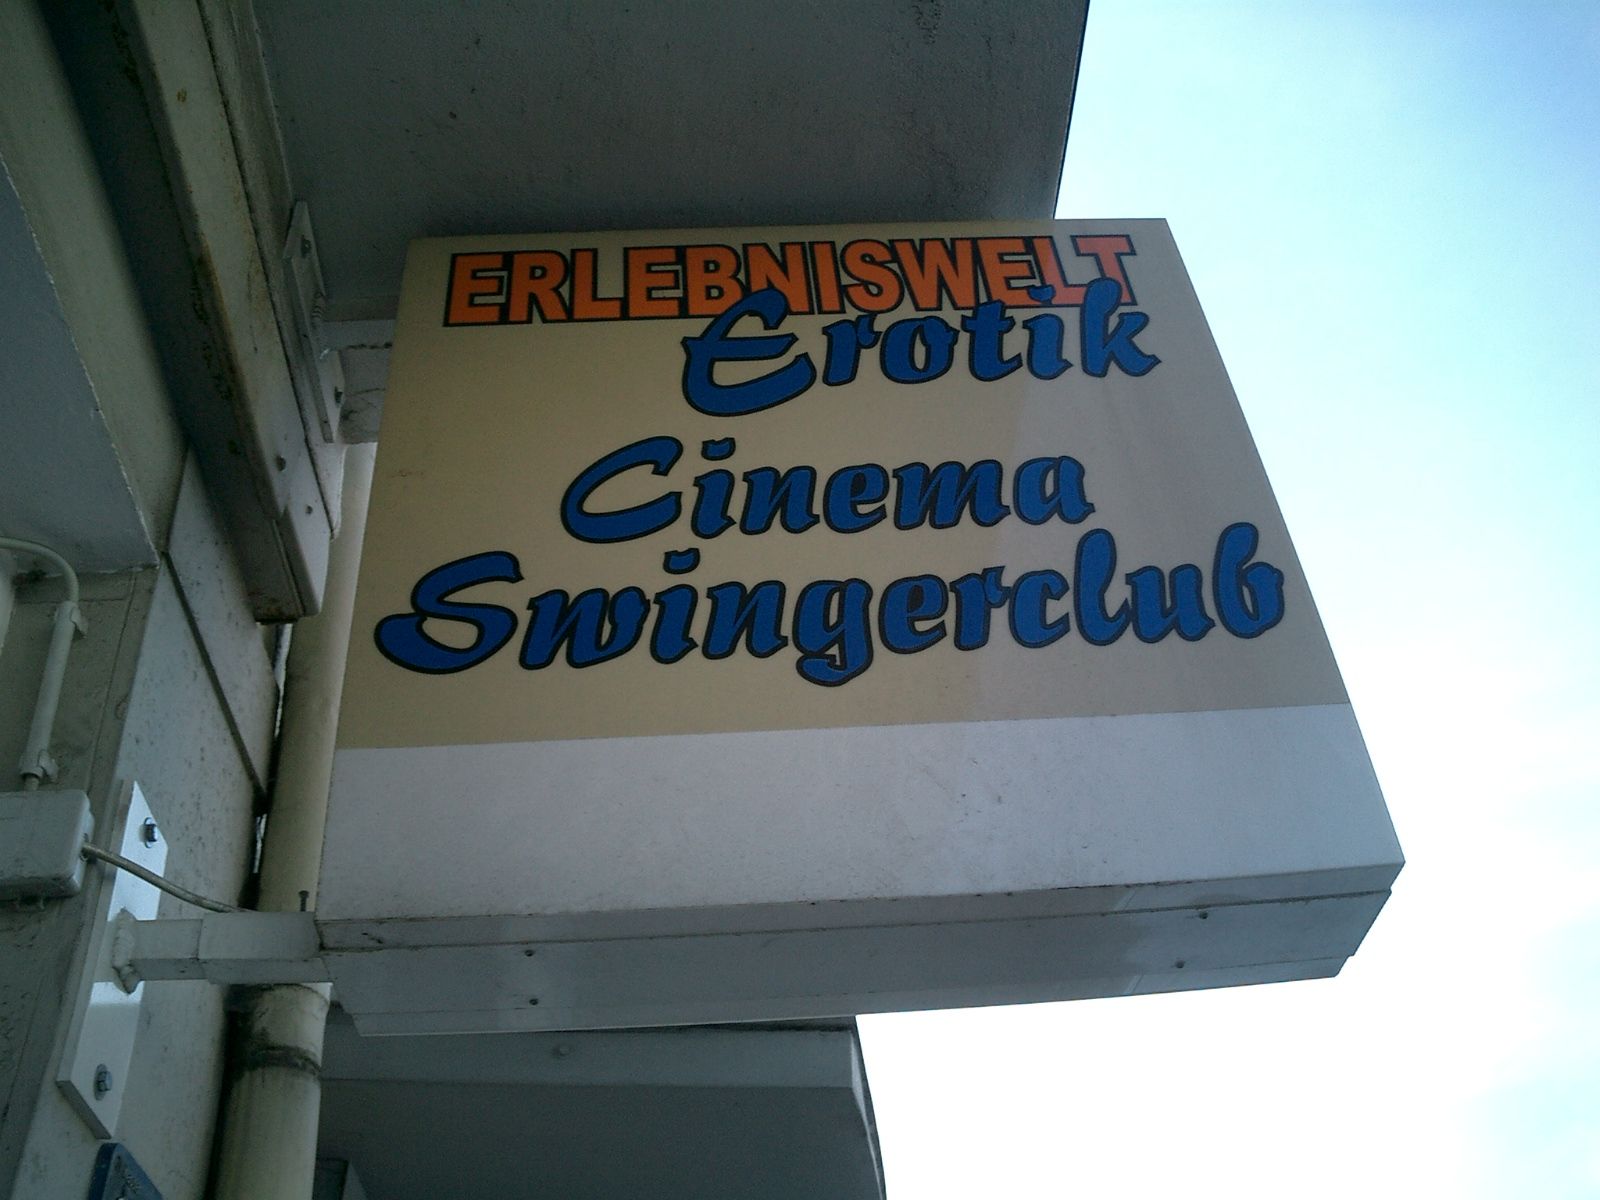 ERLEBNISWELT
Erotik
Cinema
Swingerclub